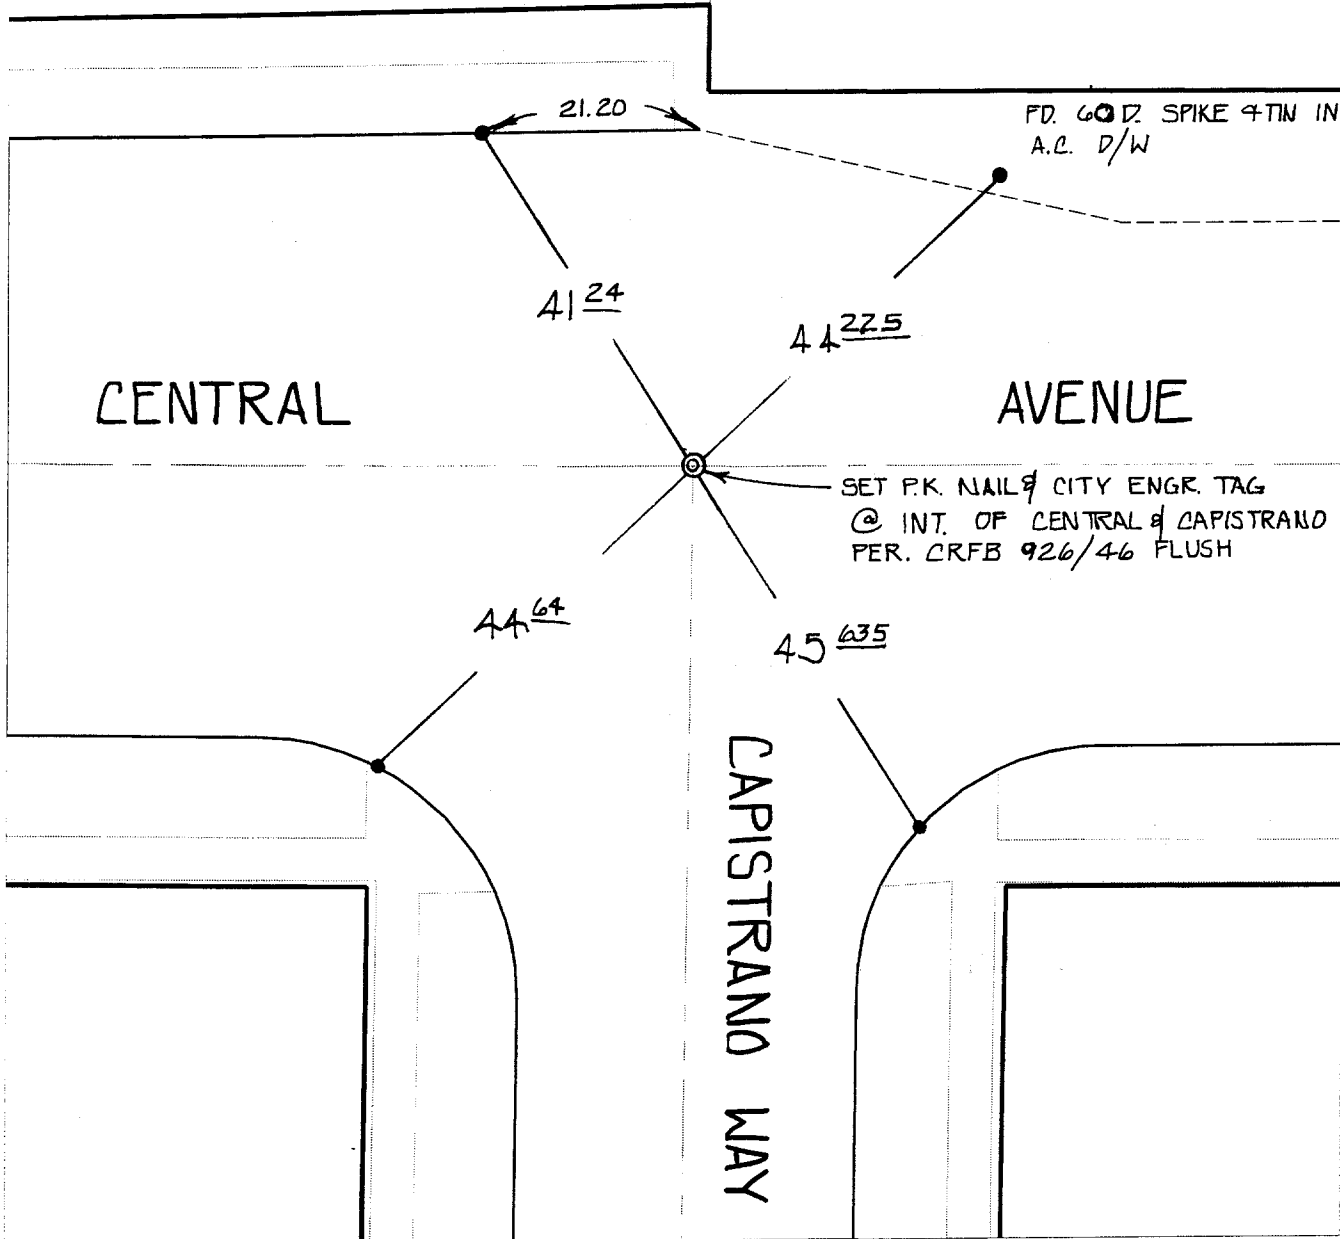 21.20
FD. 60 D. SPIKE & TIN IN
A.C. D/W
41 24
44 225
CENTRAL AVENUE
SET P.K. NAIL & CITY ENGR. TAG
@ INT. OF CENTRAL & CAPISTRANO
PER. CRFB 926/46 FLUSH
44 64
45 635
CAPISTRANO WAY